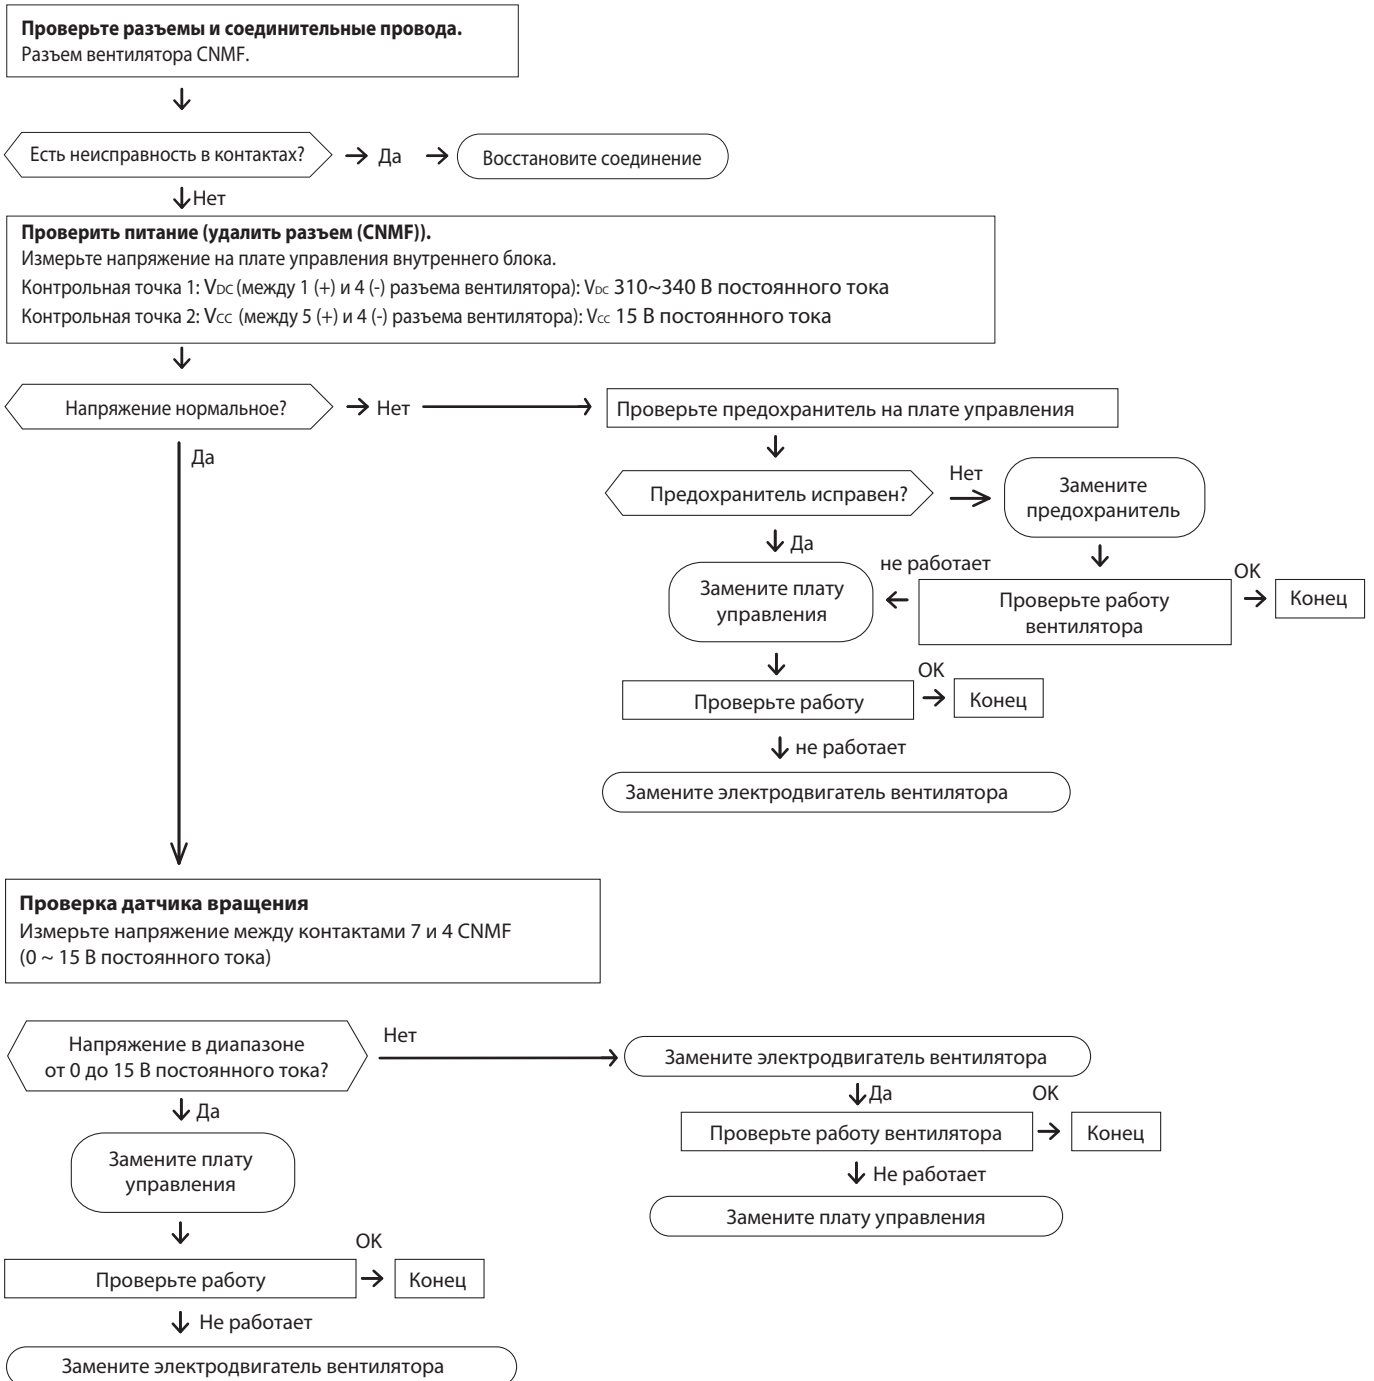 Проверьте разъемы и соединительные провода.
Разъем вентилятора CNMF.
Есть неисправность в контактах?
Да
Восстановите соединение
Нет
Проверить питание (удалить разъем (CNMF)).
Измерьте напряжение на плате управления внутреннего блока.
Контрольная точка 1: VDC (между 1 (+) и 4 (-) разъема вентилятора): VDC 310~340 В постоянного тока
Контрольная точка 2: VCC (между 5 (+) и 4 (-) разъема вентилятора): VCC 15 В постоянного тока
Напряжение нормальное?
Нет
Проверьте предохранитель на плате управления
Да
Предохранитель исправен?
Нет
Замените
предохранитель
Да
Замените плату
управления
не работает
Проверьте работу
вентилятора
OK
Конец
Проверьте работу
OK
Конец
не работает
Замените электродвигатель вентилятора
Проверка датчика вращения
Измерьте напряжение между контактами 7 и 4 CNMF
(0 ~ 15 В постоянного тока)
Напряжение в диапазоне
от 0 до 15 В постоянного тока?
Нет
Замените электродвигатель вентилятора
Да
Проверьте работу вентилятора
OK
Конец
Не работает
Замените плату управления
Да
Замените плату
управления
Проверьте работу
OK
Конец
Не работает
Замените электродвигатель вентилятора